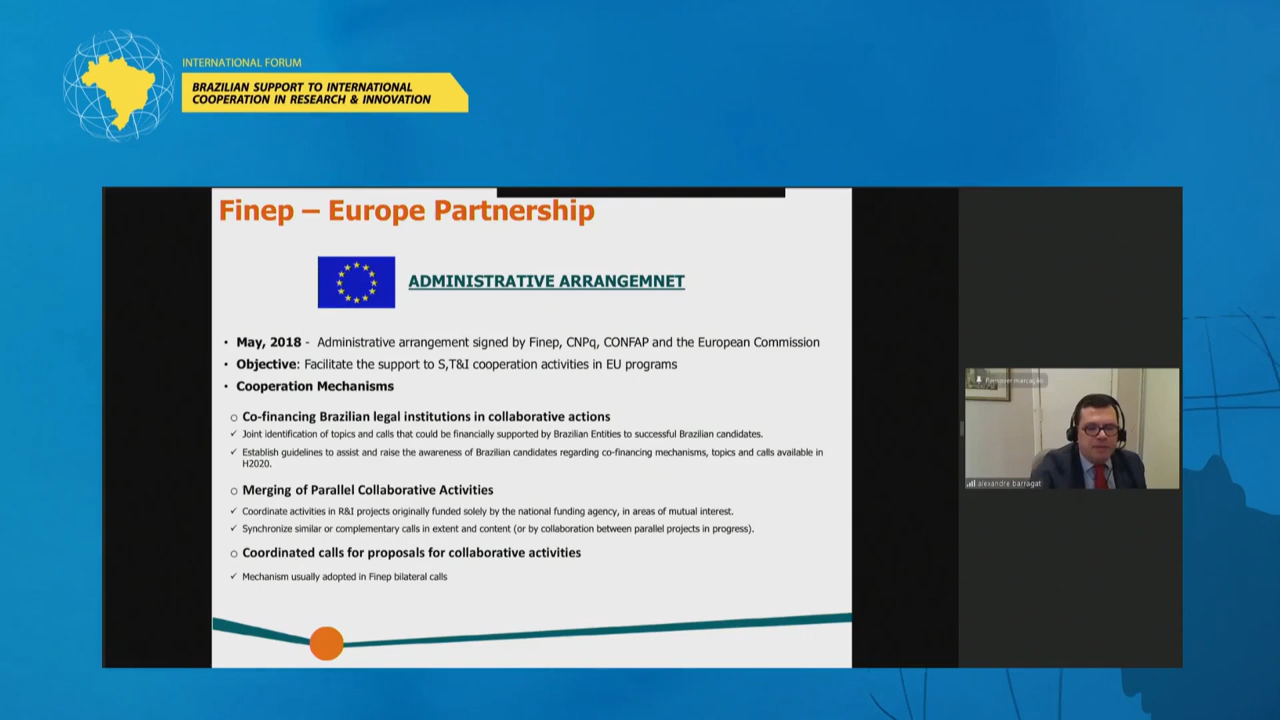 INTERNATIONAL FORUM
BRAZILIAN SUPPORT TO INTERNATIONAL
COOPERATION IN RESEARCH & INNOVATION
Finep – Europe Partnership
ADMINISTRATIVE ARRANGEMNET
• May, 2018 - Administrative arrangement signed by Finep, CNPq, CONFAP and the European Commission
• Objective: Facilitate the support to S,T&I cooperation activities in EU programs
• Cooperation Mechanisms
o Co-financing Brazilian legal institutions in collaborative actions
✓ Joint identification of topics and calls that could be financially supported by Brazilian Entities to successful Brazilian candidates.
✓ Establish guidelines to assist and raise the awareness of Brazilian candidates regarding co-financing mechanisms, topics and calls available in
H2020.
o Merging of Parallel Collaborative Activities
✓ Coordinate activities in R&I projects originally funded solely by the national funding agency, in areas of mutual interest.
✓ Synchronize similar or complementary calls in extent and content (or by collaboration between parallel projects in progress).
o Coordinated calls for proposals for collaborative activities
✓ Mechanism usually adopted in Finep bilateral calls
Remover marcação
alexandre barragat